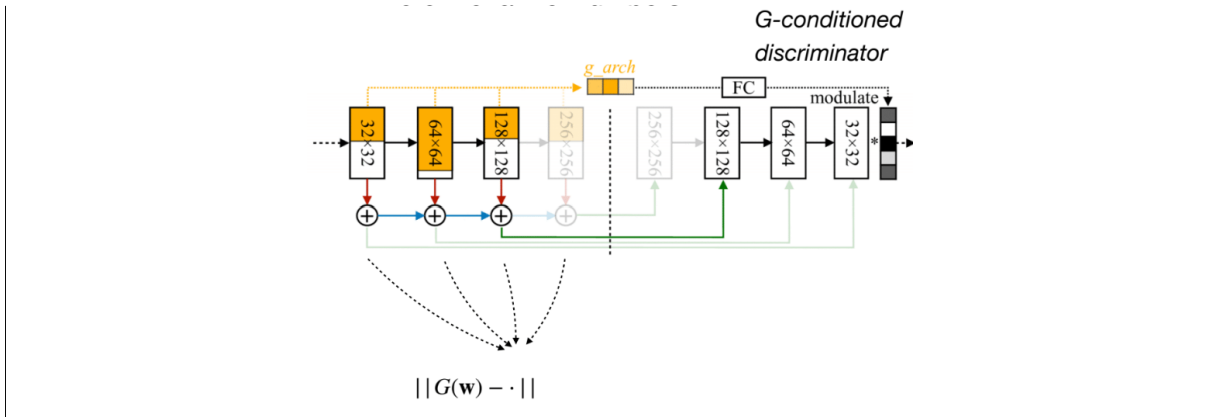 G-conditioned
discriminator
g_arch
FC
modulate
32×32
64×64
128×128
256×256
256×256
128×128
64×64
32×32
*
+
+
+
+
||G(w) − · ||